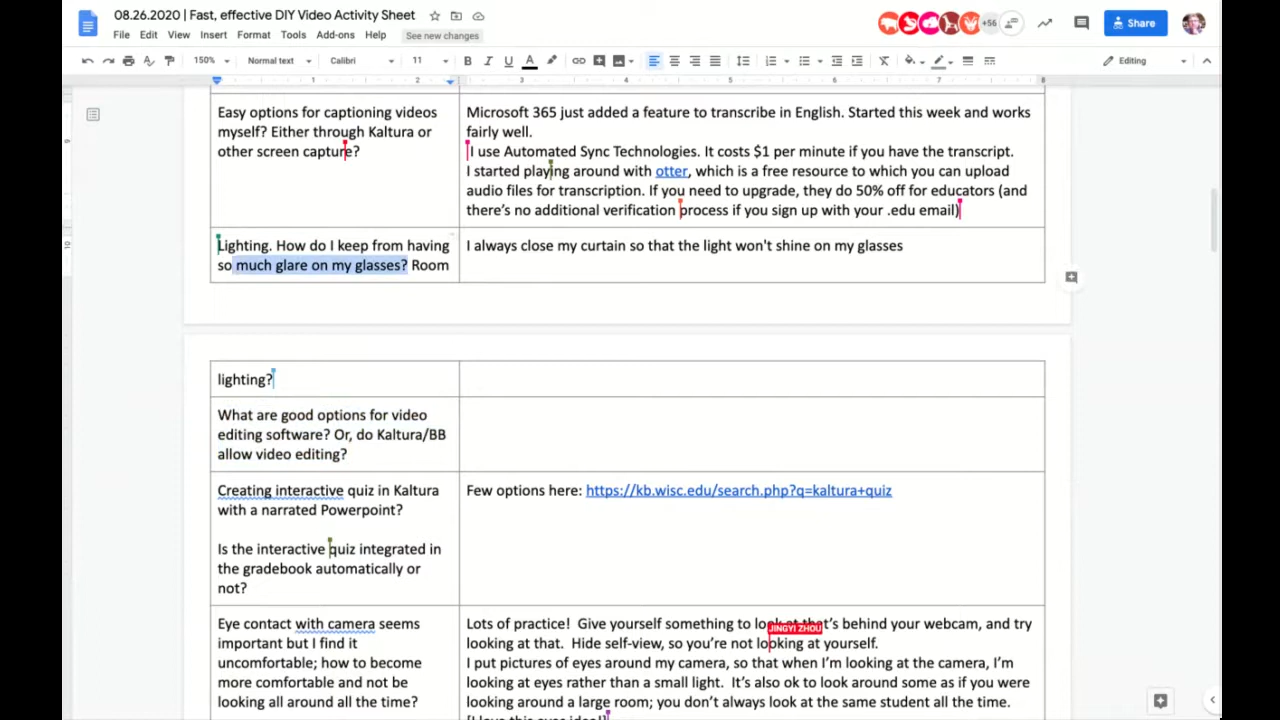 08.26.2020 | Fast, effective DIY Video Activity Sheet
+56
Share
File Edit View Insert Format Tools Add-ons Help See new changes
150% Normal text Calibri 11 B I U A Editing
1 2 3 4 5 6 7 8
Easy options for captioning videos
myself? Either through Kaltura or
other screen capture?
Microsoft 365 just added a feature to transcribe in English. Started this week and works
fairly well.
I use Automated Sync Technologies. It costs $1 per minute if you have the transcript.
I started playing around with otter, which is a free resource to which you can upload
audio files for transcription. If you need to upgrade, they do 50% off for educators (and
there's no additional verification process if you sign up with your .edu email)
Lighting. How do I keep from having
so much glare on my glasses? Room
I always close my curtain so that the light won't shine on my glasses
lighting?
What are good options for video
editing software? Or, do Kaltura/BB
allow video editing?
Creating interactive quiz in Kaltura
with a narrated Powerpoint?
Is the interactive quiz integrated in
the gradebook automatically or
not?
Few options here: https://kb.wisc.edu/search.php?q=kaltura+quiz
Eye contact with camera seems
important but I find it
uncomfortable; how to become
more comfortable and not be
looking all around all the time?
Lots of practice! Give yourself something to look at that's behind your webcam, and try
JINGYI ZHOU
looking at that. Hide self-view, so you're not looking at yourself.
I put pictures of eyes around my camera, so that when I'm looking at the camera, I'm
looking at eyes rather than a small light. It's also ok to look around some as if you were
looking around a large room; you don't always look at the same student all the time.